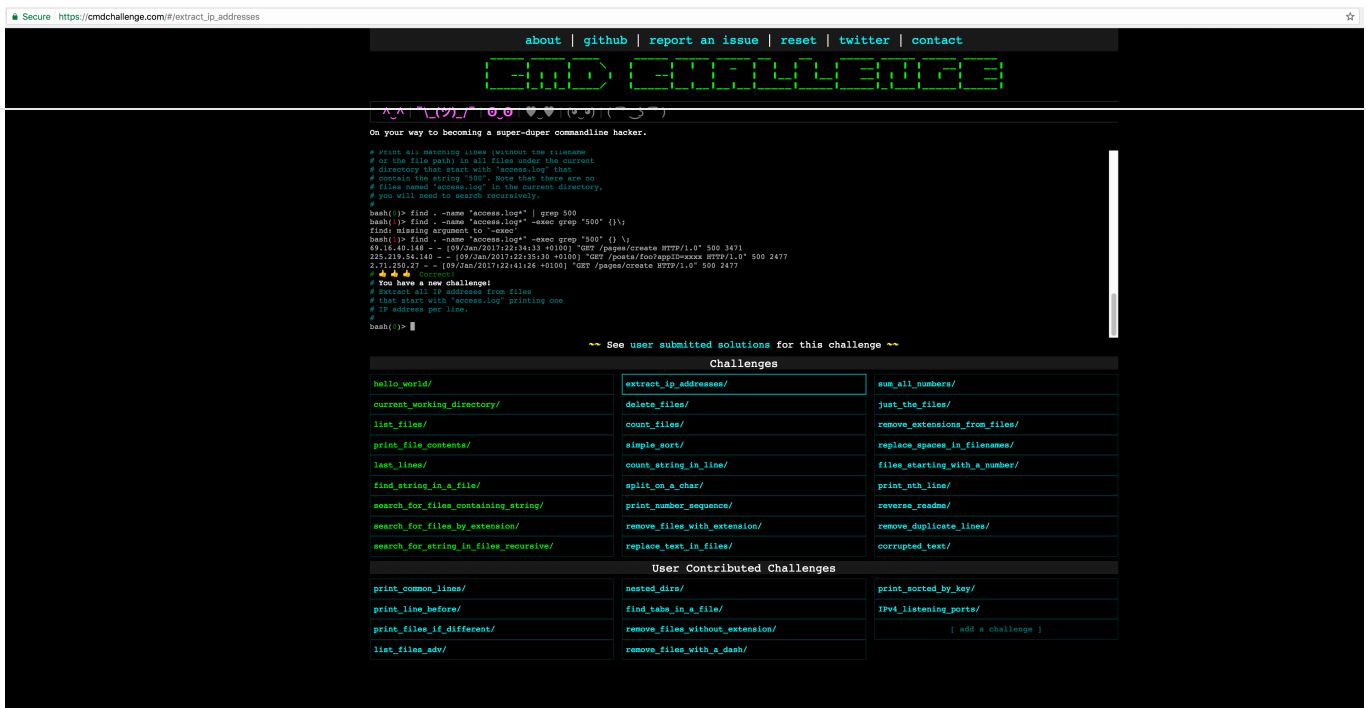 Secure https://cmdchallenge.com/#/extract_ip_addresses
about | github | report an issue | reset | twitter | contact
CMD CHALLENGE
On your way to becoming a super-duper commandline hacker.
# Print all matching lines (without the filename
# or the file path) in all files under the current
# directory that start with "access.log" that
# contain the string "500". Note that there are no
# files named "access.log" in the current directory,
# you will need to search recursively.
#
bash(0)> find . -name "access.log*" | grep 500
bash(1)> find . -name "access.log*" -exec grep "500" {}\;
find: missing argument to `-exec'
bash(1)> find . -name "access.log*" -exec grep "500" {} \;
69.16.40.148 - - [09/Jan/2017:22:34:33 +0100] "GET /pages/create HTTP/1.0" 500 3471
225.219.54.140 - - [09/Jan/2017:22:35:30 +0100] "GET /posts/foo?appID=xxxx HTTP/1.0" 500 2477
2.71.250.27 - - [09/Jan/2017:22:41:26 +0100] "GET /pages/create HTTP/1.0" 500 2477
# 👍 👍 👍 Correct!
# You have a new challenge!
# Extract all IP addresses from files
# that start with "access.log" printing one
# IP address per line.
#
bash(0)>
~~ See user submitted solutions for this challenge ~~
Challenges
hello_world/ extract_ip_addresses/ sum_all_numbers/
current_working_directory/ delete_files/ just_the_files/
list_files/ count_files/ remove_extensions_from_files/
print_file_contents/ simple_sort/ replace_spaces_in_filenames/
last_lines/ count_string_in_line/ files_starting_with_a_number/
find_string_in_a_file/ split_on_a_char/ print_nth_line/
search_for_files_containing_string/ print_number_sequence/ reverse_readme/
search_for_files_by_extension/ remove_files_with_extension/ remove_duplicate_lines/
search_for_string_in_files_recursive/ replace_text_in_files/ corrupted_text/
User Contributed Challenges
print_common_lines/ nested_dirs/ print_sorted_by_key/
print_line_before/ find_tabs_in_a_file/ IPv4_listening_ports/
print_files_if_different/ remove_files_without_extension/ [ add a challenge ]
list_files_adv/ remove_files_with_a_dash/